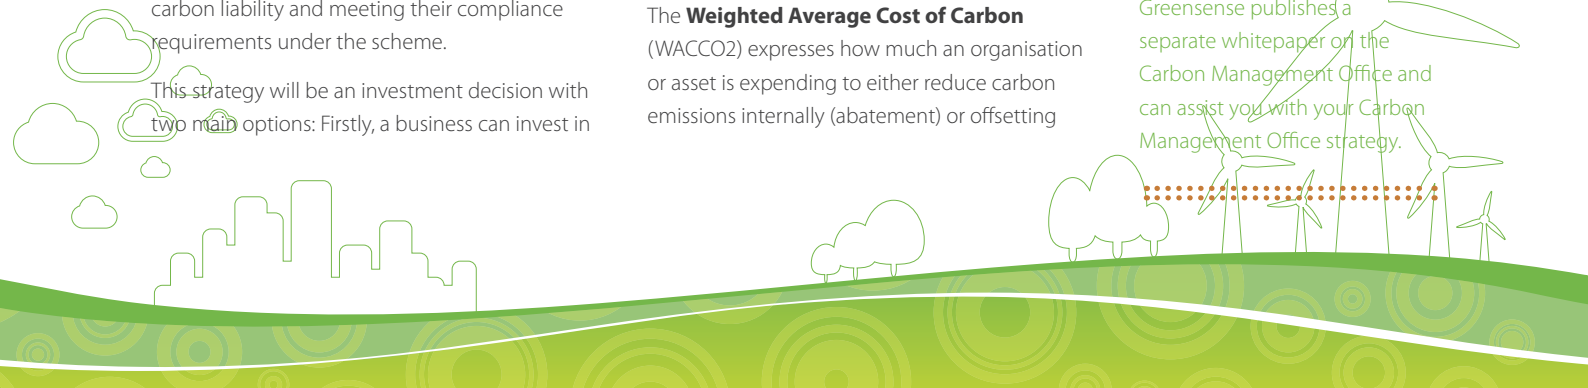 carbon liability and meeting their compliance
requirements under the scheme.
This strategy will be an investment decision with
two main options: Firstly, a business can invest in
The Weighted Average Cost of Carbon
(WACCO2) expresses how much an organisation
or asset is expending to either reduce carbon
emissions internally (abatement) or offsetting
Greensense publishes a
separate whitepaper on the
Carbon Management Office and
can assist you with your Carbon
Management Office strategy.